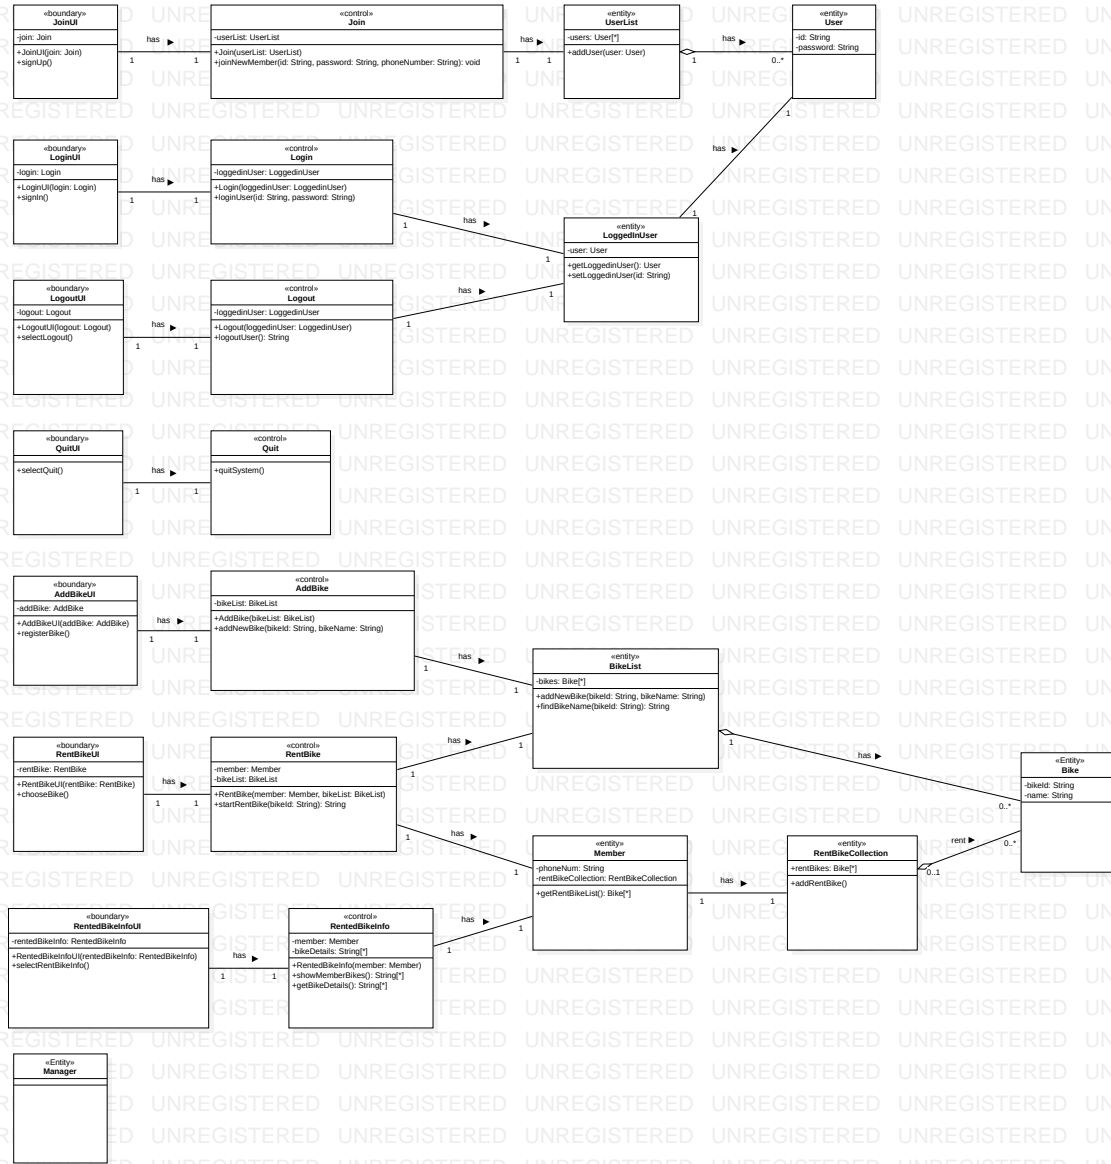 «boundary»
JoinUI
-join: Join
+JoinUI(join: Join)
+signUp()
has ►
1
1
«control»
Join
-userList: UserList
+Join(userList: UserList)
+joinNewMember(id: String, password: String, phoneNumber: String): void
has ►
1
1
«entity»
UserList
-users: User[*]
+addUser(user: User)
has ►
1
0..*
«entity»
User
-id: String
-password: String
1
has ►
1
«boundary»
LoginUI
-login: Login
+LoginUI(login: Login)
+signIn()
has ►
1
1
«control»
Login
-loggedinUser: LoggedinUser
+Login(loggedinUser: LoggedinUser)
+loginUser(id: String, password: String)
has ►
1
1
«entity»
LoggedInUser
-user: User
+getLoggedinUser(): User
+setLoggedinUser(id: String)
«boundary»
LogoutUI
-logout: Logout
+LogoutUI(logout: Logout)
+selectLogout()
has ►
1
1
«control»
Logout
-loggedinUser: LoggedinUser
+Logout(loggedinUser: LoggedinUser)
+logoutUser(): String
has ►
1
1
«boundary»
QuitUI
+selectQuit()
has ►
1
1
«control»
Quit
+quitSystem()
«boundary»
AddBikeUI
-addBike: AddBike
+AddBikeUI(addBike: AddBike)
+registerBike()
has ►
1
1
«control»
AddBike
-bikeList: BikeList
+AddBike(bikeList: BikeList)
+addNewBike(bikeId: String, bikeName: String)
has ►
1
1
«entity»
BikeList
-bikes: Bike[*]
+addNewBike(bikeId: String, bikeName: String)
+findBikeName(bikeId: String): String
has ►
1
0..*
«Entity»
Bike
-bikeId: String
-name: String
«boundary»
RentBikeUI
-rentBike: RentBike
+RentBikeUI(rentBike: RentBike)
+chooseBike()
has ►
1
1
«control»
RentBike
-member: Member
-bikeList: BikeList
+RentBike(member: Member, bikeList: BikeList)
+startRentBike(bikeId: String): String
has ►
1
1
has ►
1
1
«entity»
Member
-phoneNum: String
-rentBikeCollection: RentBikeCollection
+getRentBikeList(): Bike[*]
has ►
1
1
«entity»
RentBikeCollection
+rentBikes: Bike[*]
+addRentBike()
rent ►
0..1
0..*
«boundary»
RentedBikeInfoUI
-rentedBikeInfo: RentedBikeInfo
+RentedBikeInfoUI(rentedBikeInfo: RentedBikeInfo)
+selectRentBikeInfo()
has ►
1
1
«control»
RentedBikeInfo
-member: Member
-bikeDetails: String[*]
+RentedBikeInfo(member: Member)
+showMemberBikes(): String[*]
+getBikeDetails(): String[*]
has ►
1
1
«Entity»
Manager
UNREGISTERED